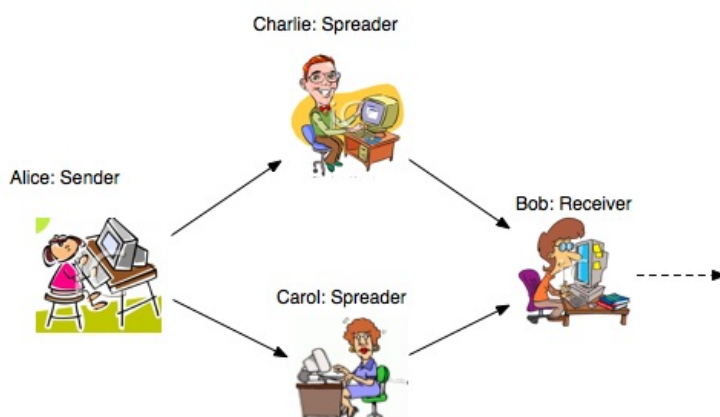 Charlie: Spreader
Alice: Sender
Bob: Receiver
Carol: Spreader